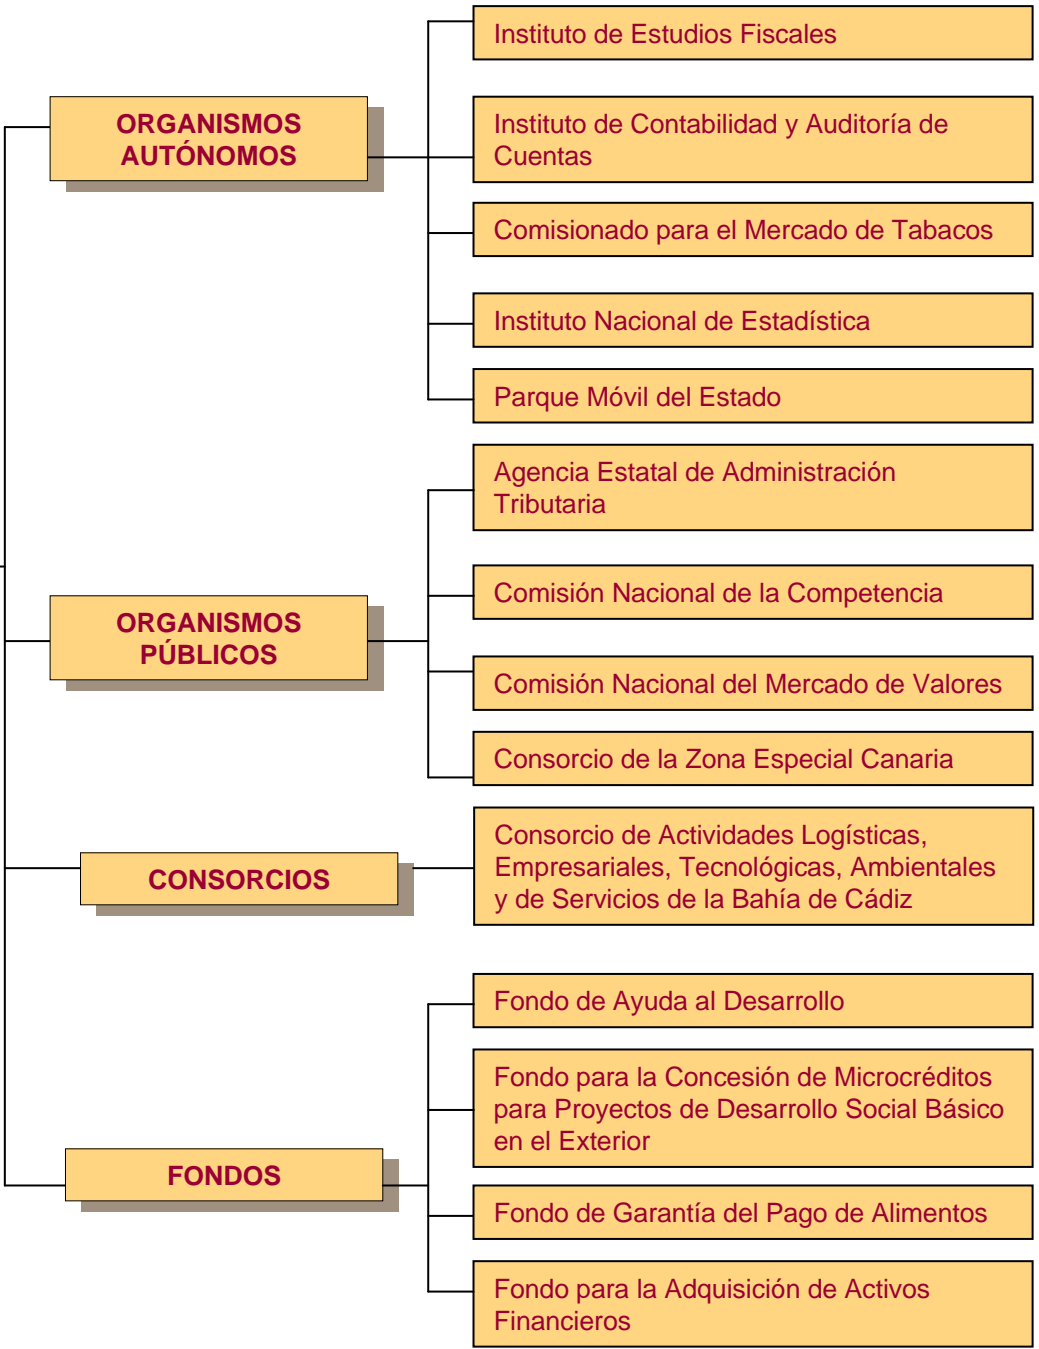 ORGANISMOS
AUTÓNOMOS
Instituto de Estudios Fiscales
Instituto de Contabilidad y Auditoría de
Cuentas
Comisionado para el Mercado de Tabacos
Instituto Nacional de Estadística
Parque Móvil del Estado
ORGANISMOS
PÚBLICOS
Agencia Estatal de Administración
Tributaria
Comisión Nacional de la Competencia
Comisión Nacional del Mercado de Valores
Consorcio de la Zona Especial Canaria
CONSORCIOS
Consorcio de Actividades Logísticas,
Empresariales, Tecnológicas, Ambientales
y de Servicios de la Bahía de Cádiz
FONDOS
Fondo de Ayuda al Desarrollo
Fondo para la Concesión de Microcréditos
para Proyectos de Desarrollo Social Básico
en el Exterior
Fondo de Garantía del Pago de Alimentos
Fondo para la Adquisición de Activos
Financieros